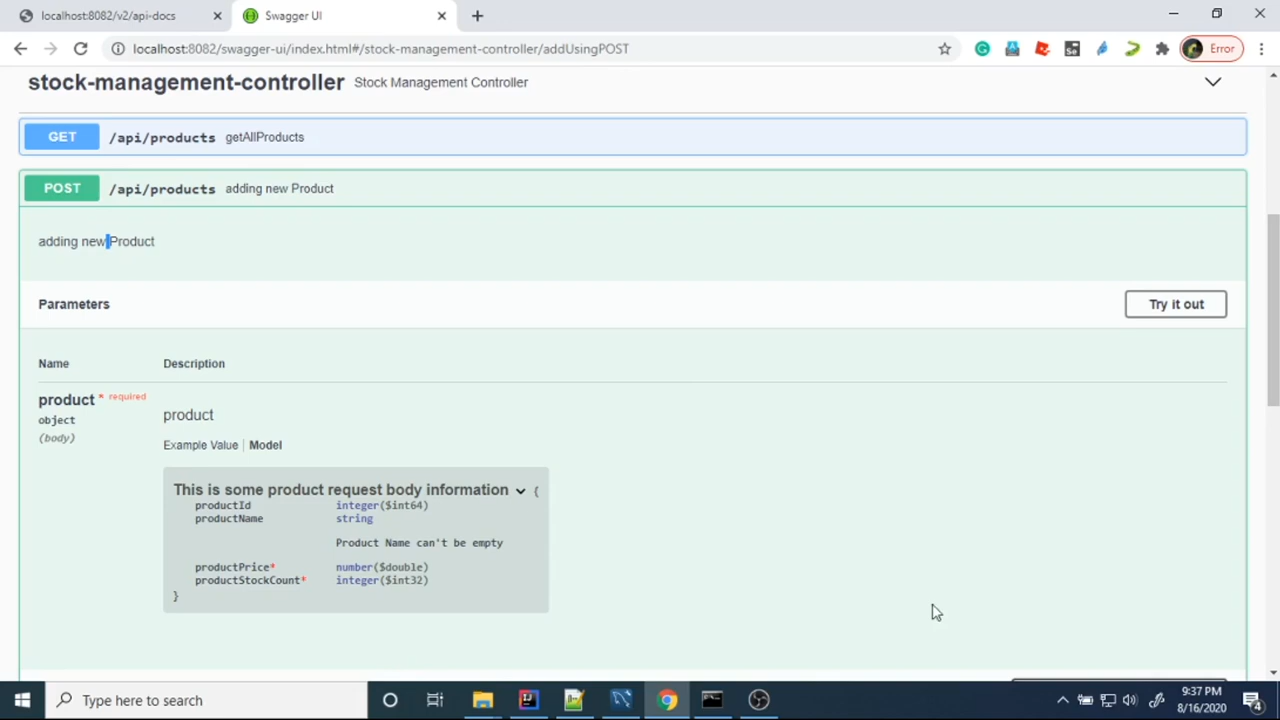 localhost:8082/v2/api-docs
Swagger UI
localhost:8082/swagger-ui/index.html#/stock-management-controller/addUsingPOST
Error
stock-management-controller Stock Management Controller
GET /api/products getAllProducts
POST /api/products adding new Product
adding new Product
Parameters
Try it out
Name Description
product * required
object
(body)
product
Example Value | Model
This is some product request body information {
productId integer($int64)
productName string
Product Name can't be empty
productPrice* number($double)
productStockCount* integer($int32)
}
Type here to search
9:37 PM
8/16/2020
4